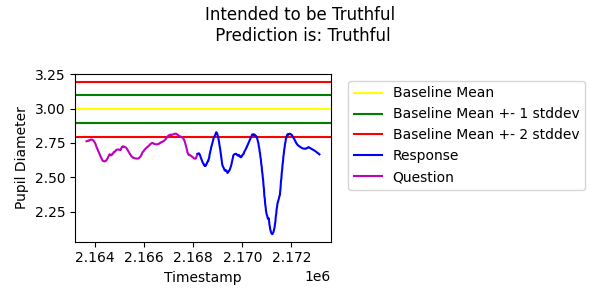 Intended to be Truthful
Prediction is: Truthful
3.25
3.00
2.75
2.50
2.25
Pupil Diameter
2.164 2.166 2.168 2.170 2.172
1e6
Timestamp
Baseline Mean
Baseline Mean +- 1 stddev
Baseline Mean +- 2 stddev
Response
Question